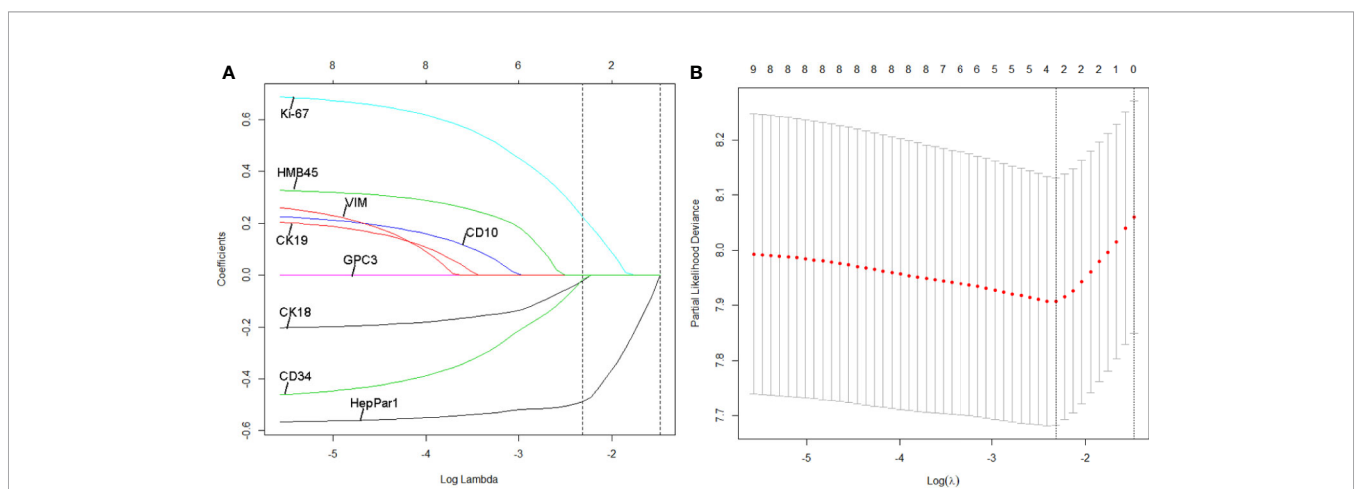 A
8 8 6 2
Ki-67
HMB45
VIM
CD10
CK19
GPC3
CK18
CD34
HepPar1
0.6
0.4
0.2
0.0
-0.2
-0.4
-0.6
Coefficients
-5 -4 -3 -2
Log Lambda
B
9 8 8 8 8 8 8 8 8 8 8 7 6 6 5 5 5 4 2 2 2 1 0
8.2
8.1
8.0
7.9
7.8
7.7
Partial Likelihood Deviance
-5 -4 -3 -2
Log(λ)